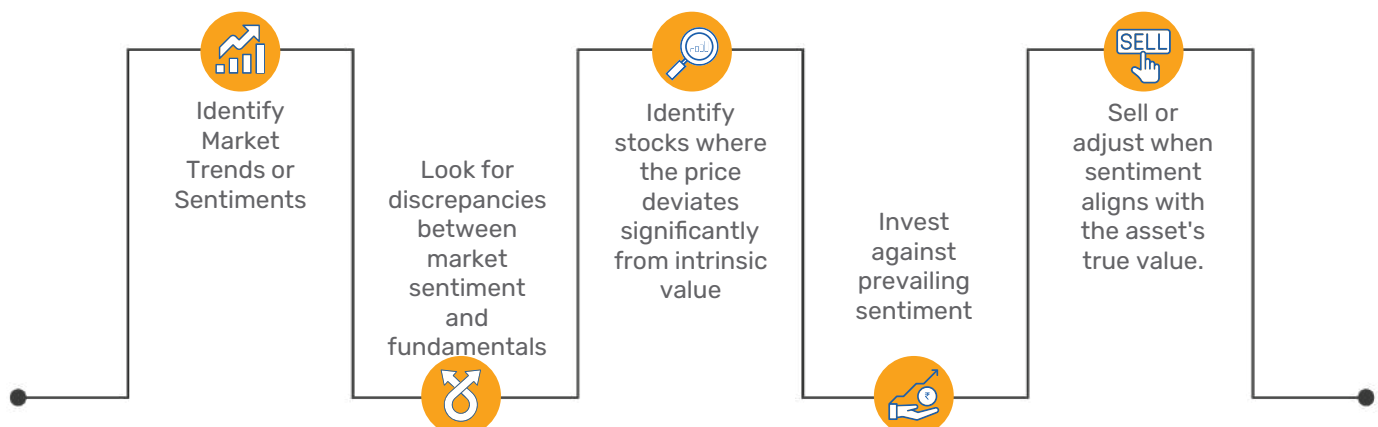 Identify
Market
Trends or
Sentiments
Look for
discrepancies
between
market
sentiment
and
fundamentals
Identify
stocks where
the price
deviates
significantly
from intrinsic
value
Invest
against
prevailing
sentiment
₹
SELL
Sell or
adjust when
sentiment
aligns with
the asset's
true value.